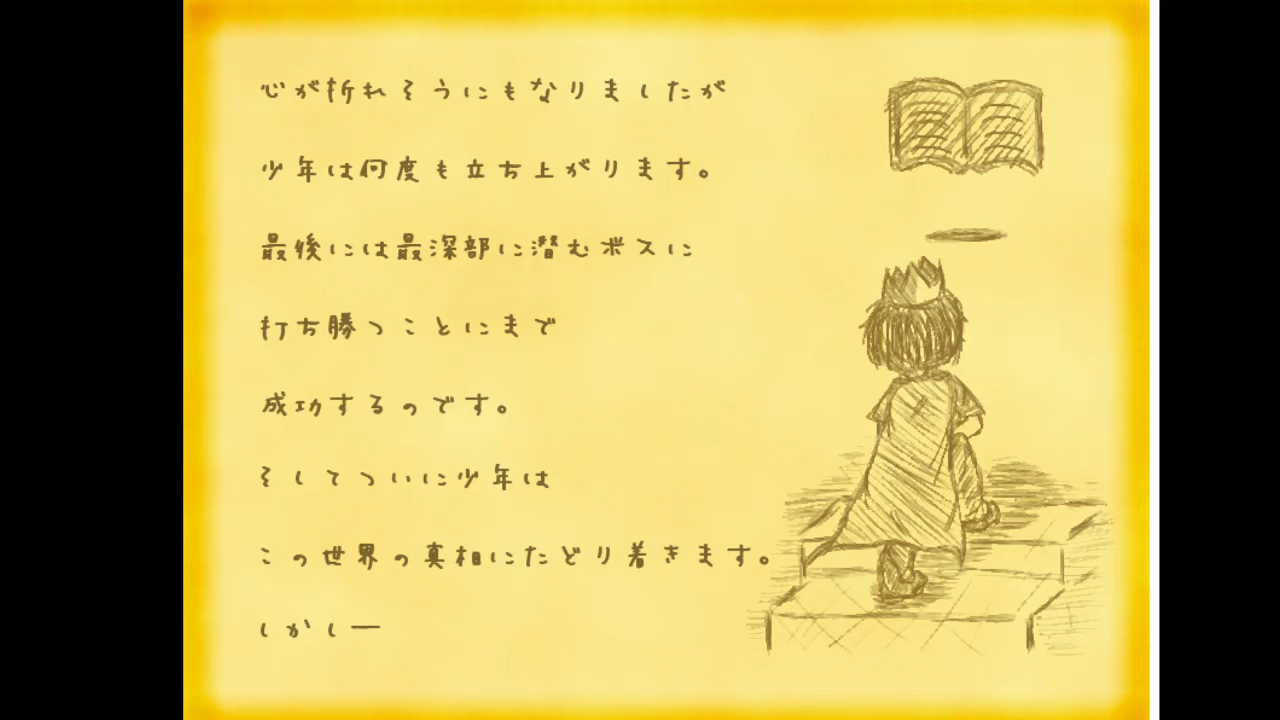 心が折れそうにもなりましたが
少年は何度も立ち上がります。
最後には最深部に潜むボスに
打ち勝つことにまで
成功するのです。
そしてついに少年は
この世界の真相にたどり着きます。
しかしー